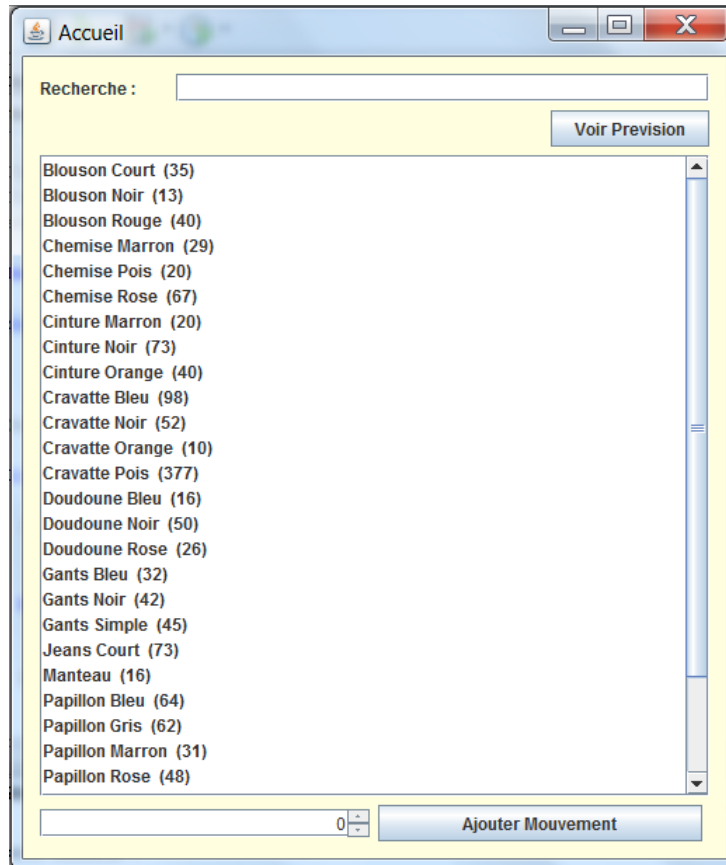 Accueil
Recherche :
Voir Prevision
Blouson Court (35)
Blouson Noir (13)
Blouson Rouge (40)
Chemise Marron (29)
Chemise Pois (20)
Chemise Rose (67)
Cinture Marron (20)
Cinture Noir (73)
Cinture Orange (40)
Cravatte Bleu (98)
Cravatte Noir (52)
Cravatte Orange (10)
Cravatte Pois (377)
Doudoune Bleu (16)
Doudoune Noir (50)
Doudoune Rose (26)
Gants Bleu (32)
Gants Noir (42)
Gants Simple (45)
Jeans Court (73)
Manteau (16)
Papillon Bleu (64)
Papillon Gris (62)
Papillon Marron (31)
Papillon Rose (48)
0 Ajouter Mouvement